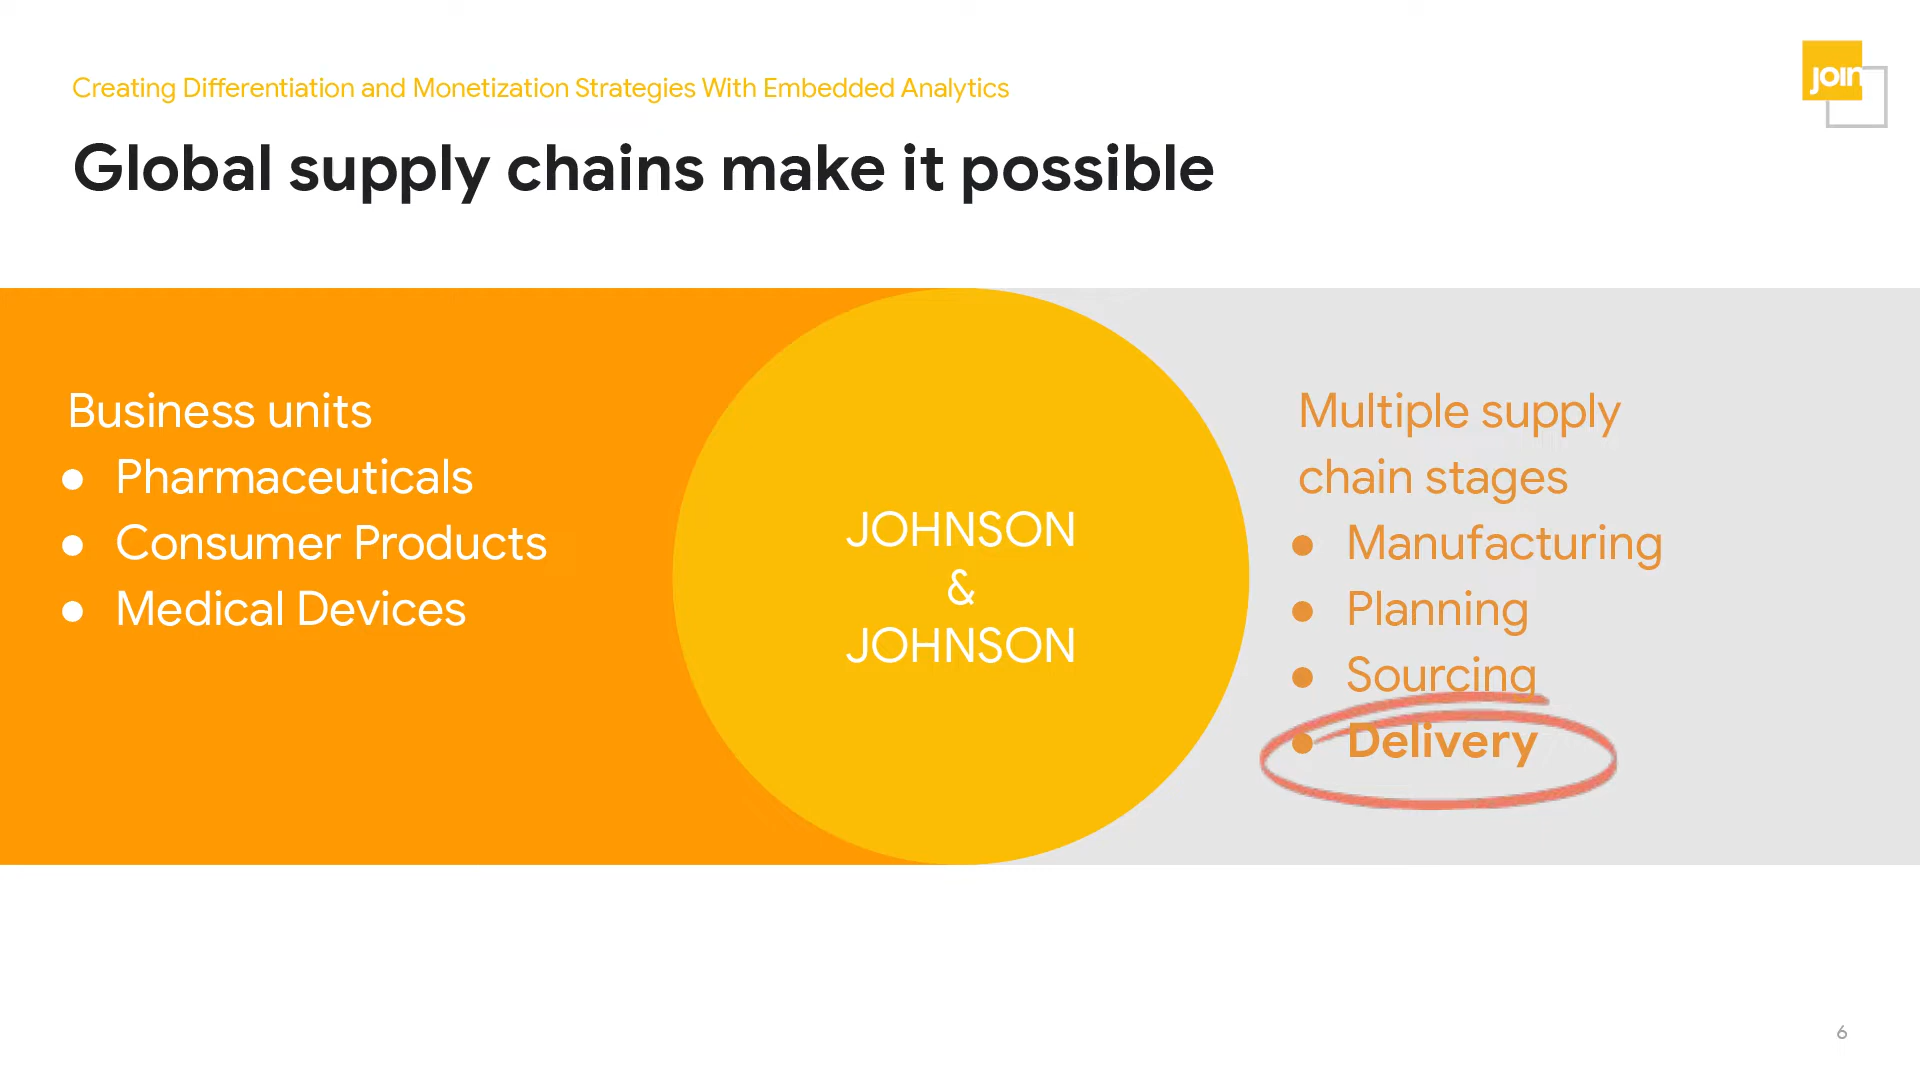 Creating Differentiation and Monetization Strategies With Embedded Analytics
join
Global supply chains make it possible
Business units
● Pharmaceuticals
● Consumer Products
● Medical Devices
JOHNSON
&
JOHNSON
Multiple supply
chain stages
● Manufacturing
● Planning
● Sourcing
● Delivery
6